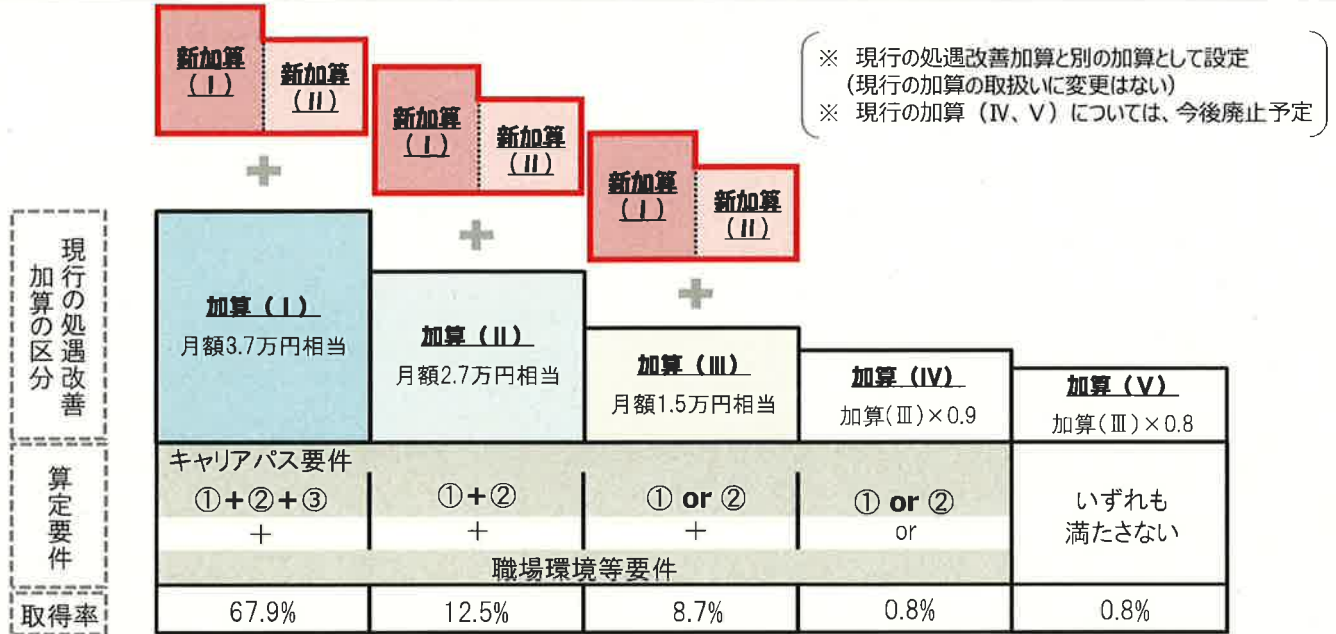 新加算
(Ⅰ)
新加算
(Ⅱ)
新加算
(Ⅰ)
新加算
(Ⅱ)
新加算
(Ⅰ)
新加算
(Ⅱ)
※ 現行の処遇改善加算と別の加算として設定
(現行の加算の取扱いに変更はない)
※ 現行の加算(Ⅳ、Ⅴ)については、今後廃止予定
現行の処遇改善
加算の区分
加算(Ⅰ)
月額3.7万円相当
加算(Ⅱ)
月額2.7万円相当
加算(Ⅲ)
月額1.5万円相当
加算(Ⅳ)
加算(Ⅲ)×0.9
加算(Ⅴ)
加算(Ⅲ)×0.8
算定要件
キャリアパス要件
①+②+③
+
①+②
+
① or ②
+
① or ②
or
いずれも
満たさない
職場環境等要件
取得率
67.9%
12.5%
8.7%
0.8%
0.8%